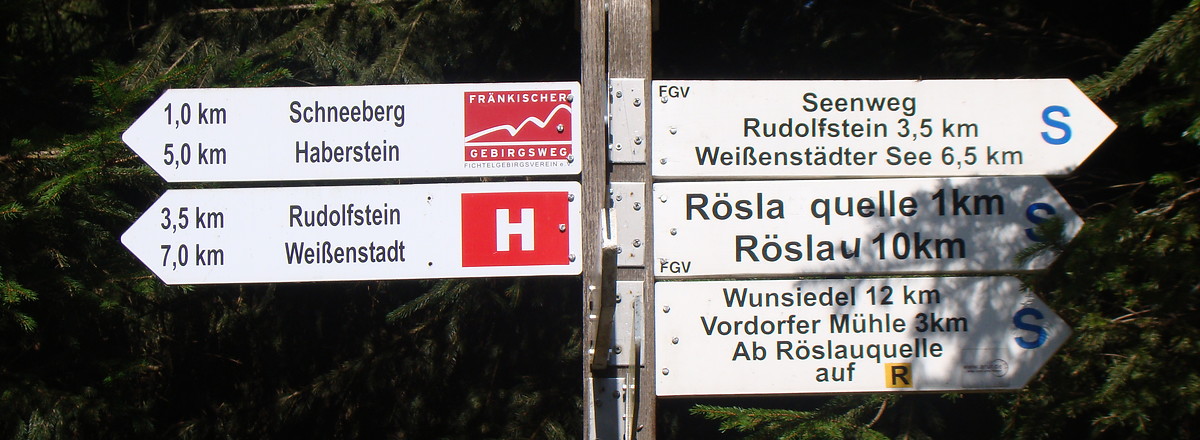 1,0 km Schneeberg
5,0 km Haberstein
FRÄNKISCHER
GEBIRGSWEG
FICHTELGEBIRGSVEREIN e.V.
3,5 km Rudolfstein
7,0 km Weißenstadt
H
FGV
Seenweg
Rudolfstein 3,5 km
Weißenstädter See 6,5 km
S
Rösla quelle 1km
Röslau 10km
S
FGV
Wunsiedel 12 km
Vordorfer Mühle 3km
Ab Röslauquelle
auf R
S